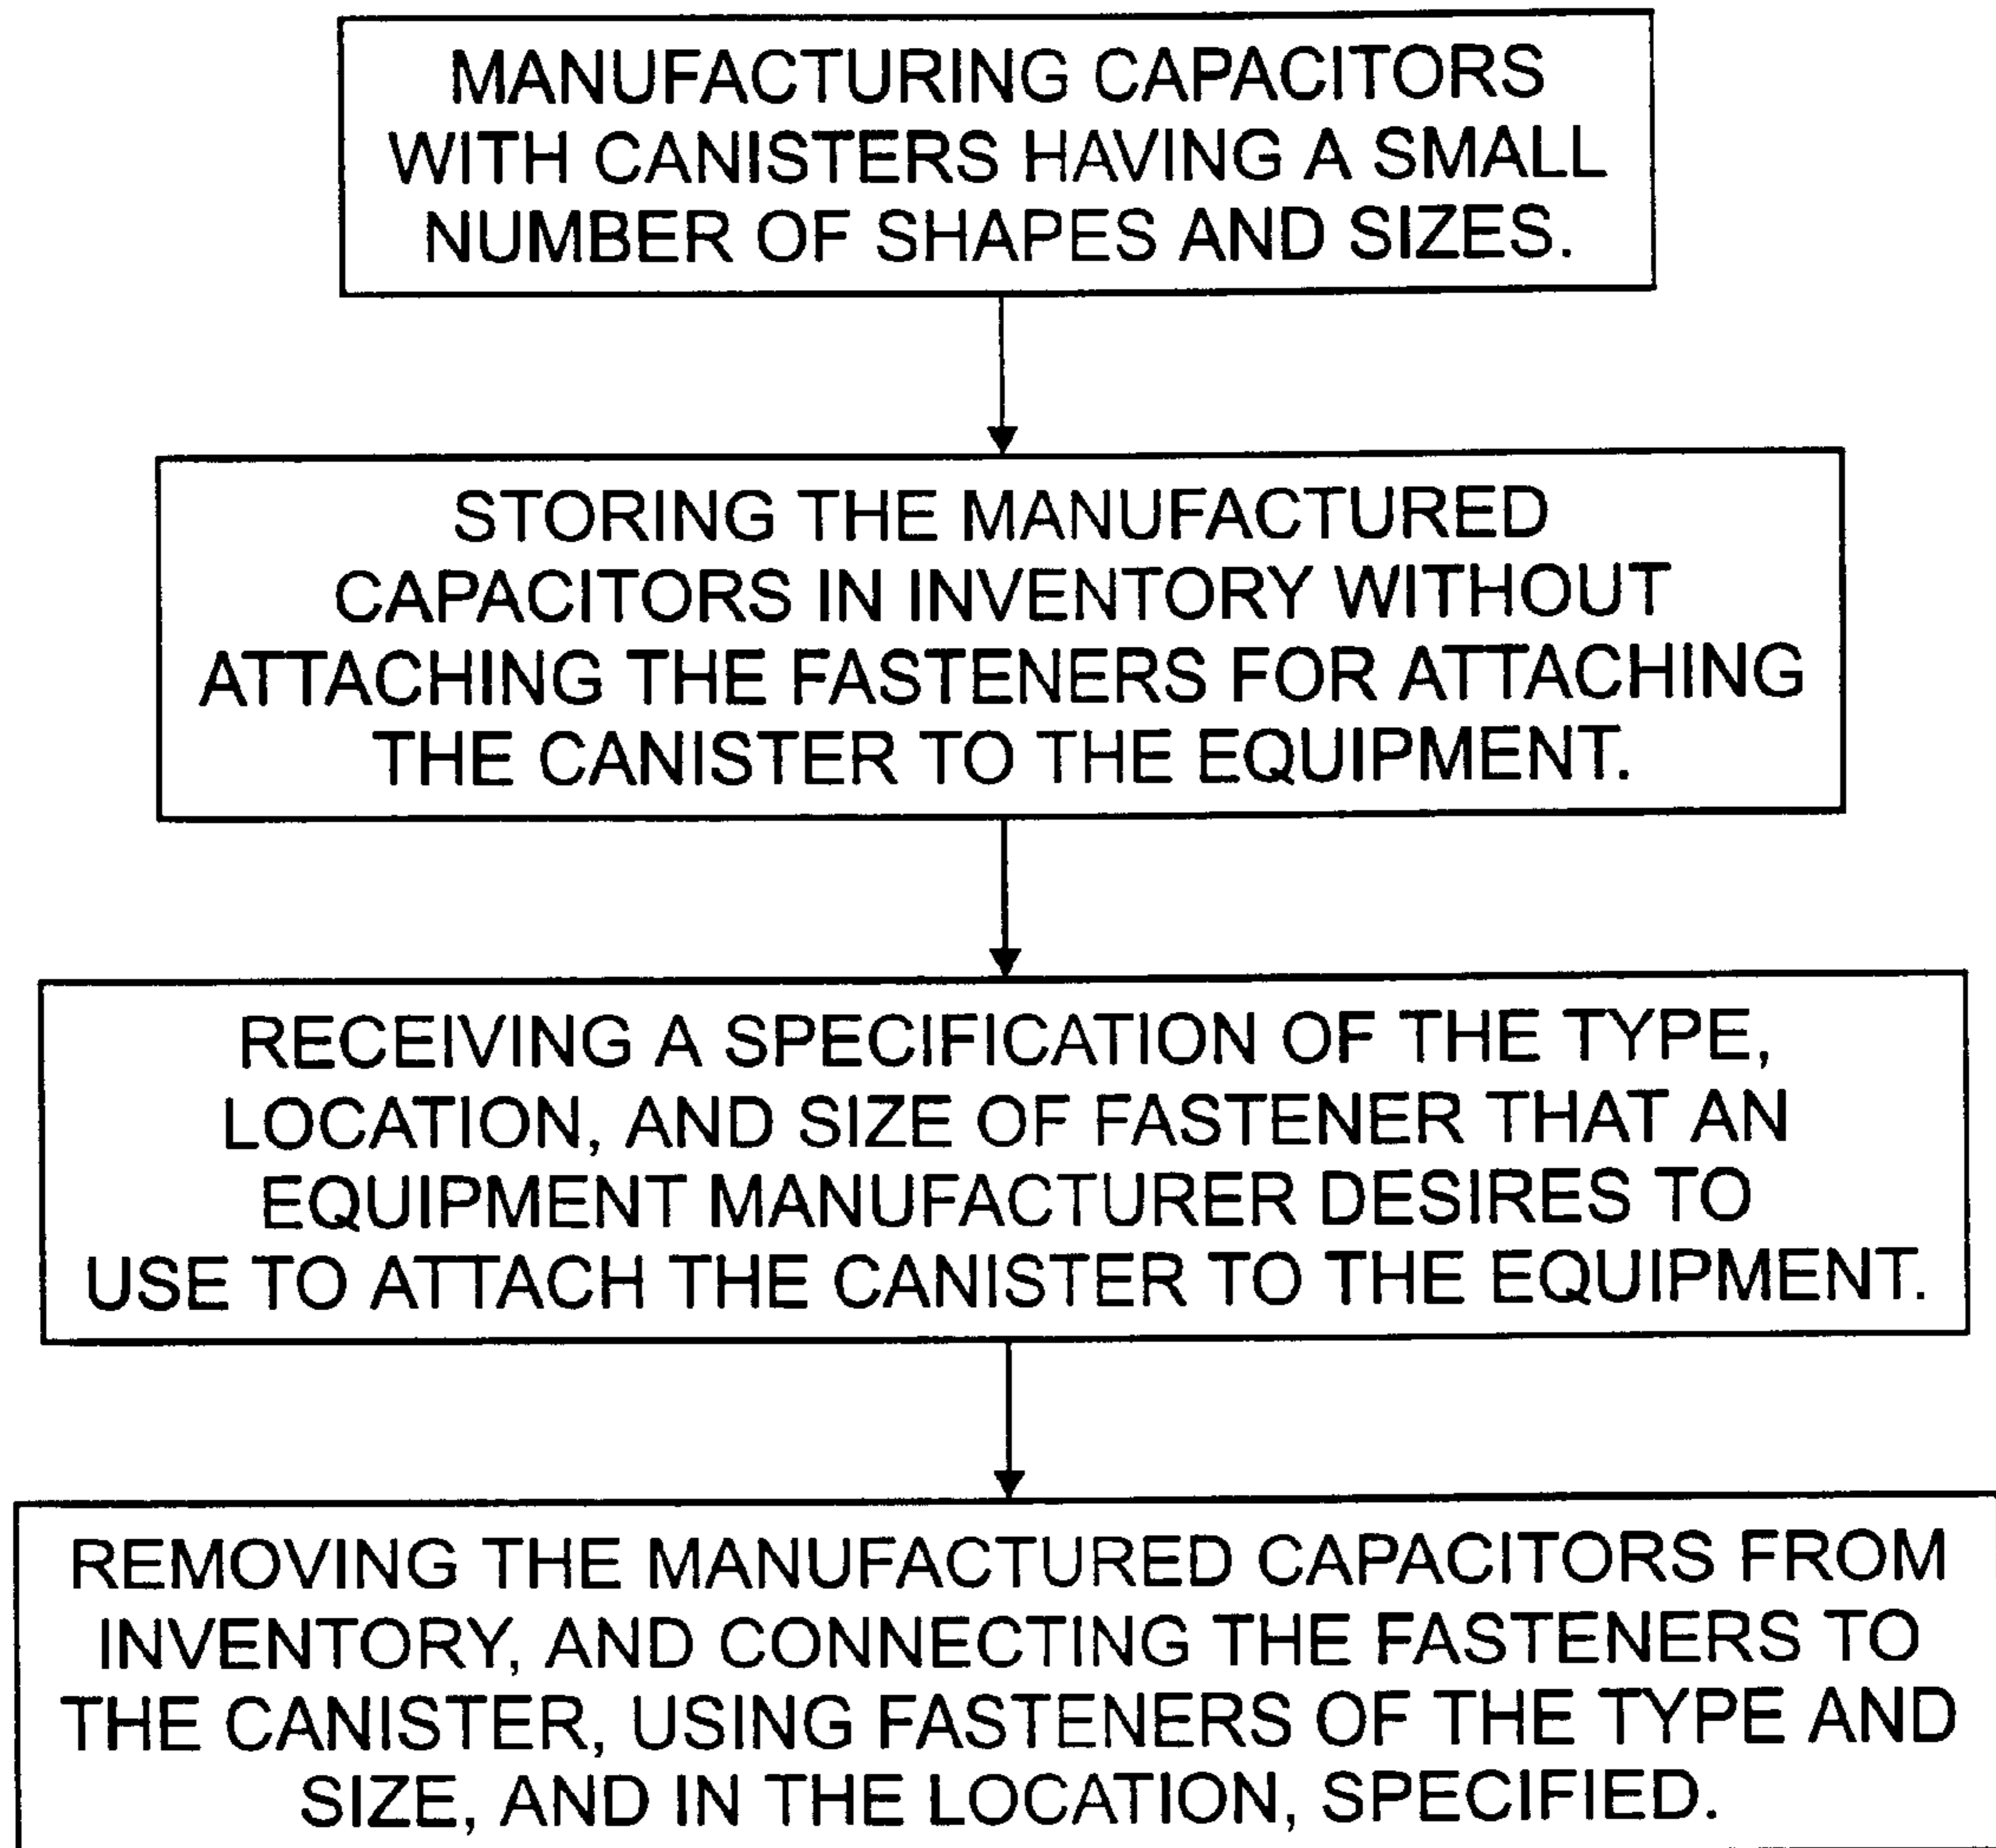 MANUFACTURING CAPACITORS
WITH CANISTERS HAVING A SMALL
NUMBER OF SHAPES AND SIZES.
STORING THE MANUFACTURED
CAPACITORS IN INVENTORY WITHOUT
ATTACHING THE FASTENERS FOR ATTACHING
THE CANISTER TO THE EQUIPMENT.
RECEIVING A SPECIFICATION OF THE TYPE,
LOCATION, AND SIZE OF FASTENER THAT AN
EQUIPMENT MANUFACTURER DESIRES TO
USE TO ATTACH THE CANISTER TO THE EQUIPMENT.
REMOVING THE MANUFACTURED CAPACITORS FROM
INVENTORY, AND CONNECTING THE FASTENERS TO
THE CANISTER, USING FASTENERS OF THE TYPE AND
SIZE, AND IN THE LOCATION, SPECIFIED.